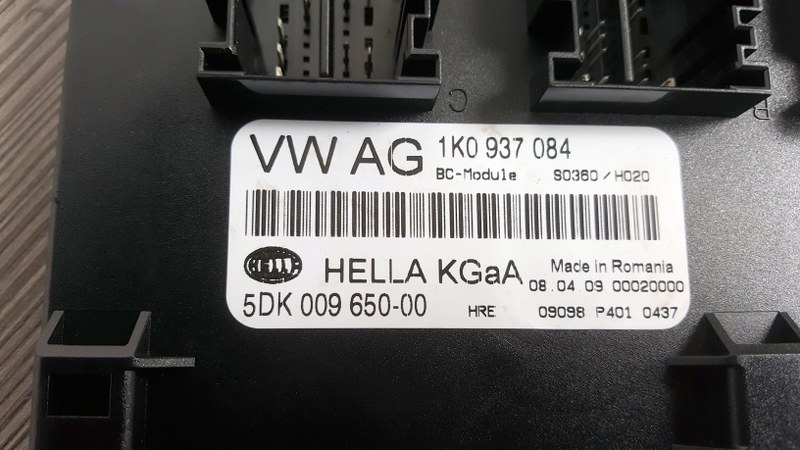 C
B
VW AG 1K0 937 084
BC-Module S0360 / H020
HELLA HELLA KGaA Made in Romania
08.04.09 00020000
5DK 009 650-00 HRE 09098 P401 0437